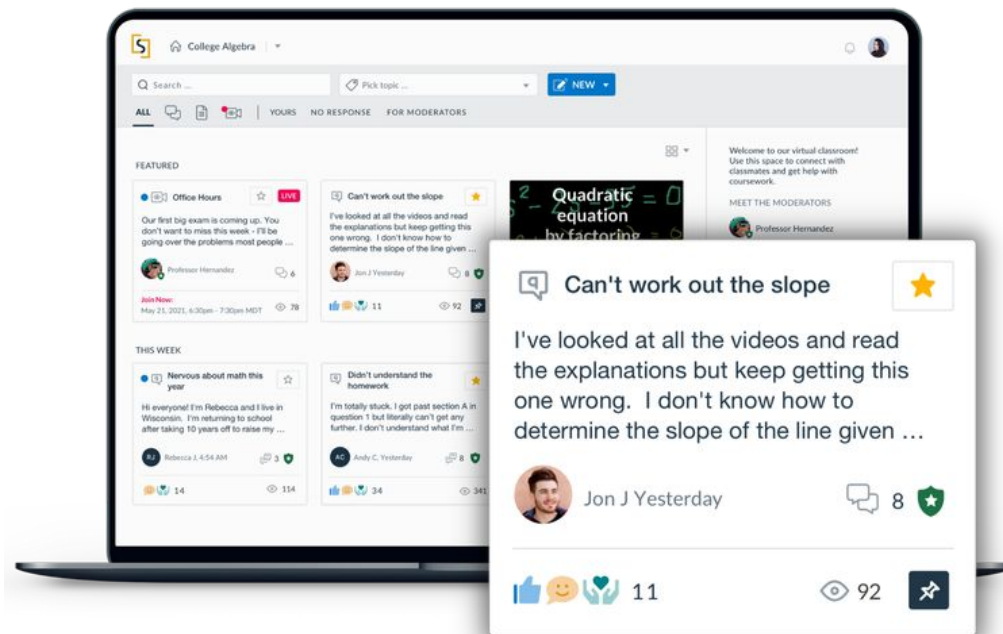 S
College Algebra
Search ...
Pick topic ...
NEW
ALL
YOURS
NO RESPONSE
FOR MODERATORS
FEATURED
Office Hours
LIVE
Our first big exam is coming up. You
don't want to miss this week - I'll be
going over the problems most people ...
Professor Hernandez
6
Join Now:
May 21, 2021, 6:30pm - 7:30pm MDT
78
Can't work out the slope
I've looked at all the videos and read
the explanations but keep getting this
one wrong. I don't know how to
determine the slope of the line given ...
Jon J Yesterday
8
11
92
Quadratic
equation
by factoring
Welcome to our virtual classroom!
Use this space to connect with
classmates and get help with
coursework.
MEET THE MODERATORS
Professor Hernandez
THIS WEEK
Nervous about math this
year
Hi everyone! I'm Rebecca and I live in
Wisconsin. I'm returning to school
after taking 10 years off to raise my ...
RJ
Rebecca J, 4:54 AM
3
14
114
Didn't understand the
homework
I'm totally stuck. I got past section A in
question 1 but literally can't get any
further. I don't understand what I'm ...
AC
Andy C, Yesterday
8
34
341
Can't work out the slope
I've looked at all the videos and read
the explanations but keep getting this
one wrong. I don't know how to
determine the slope of the line given ...
Jon J Yesterday
8
11
92